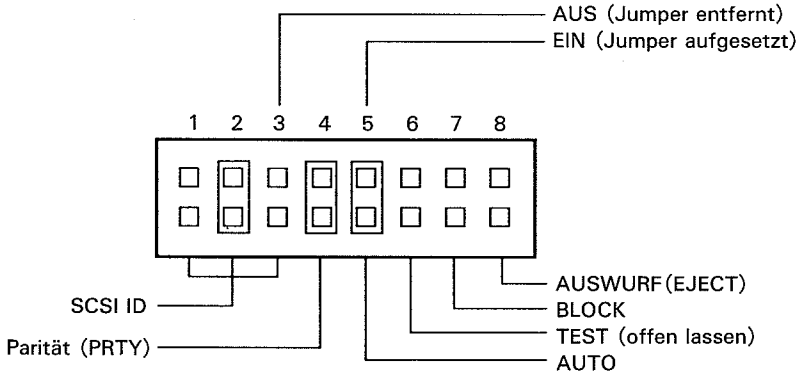 AUS (Jumper entfernt)
EIN (Jumper aufgesetzt)
1 2 3 4 5 6 7 8
AUSWURF (EJECT)
SCSI ID
BLOCK
TEST (offen lassen)
Parität (PRTY)
AUTO